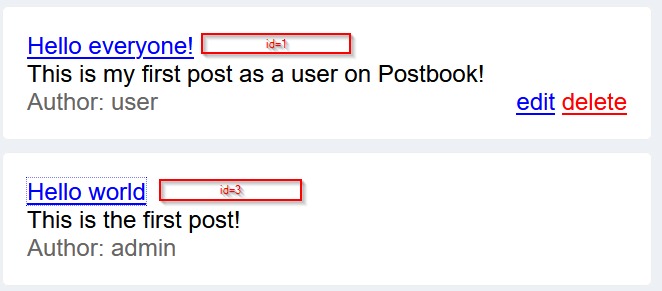 Hello everyone! id=1
This is my first post as a user on Postbook!
Author: user edit delete
Hello world id=3
This is the first post!
Author: admin